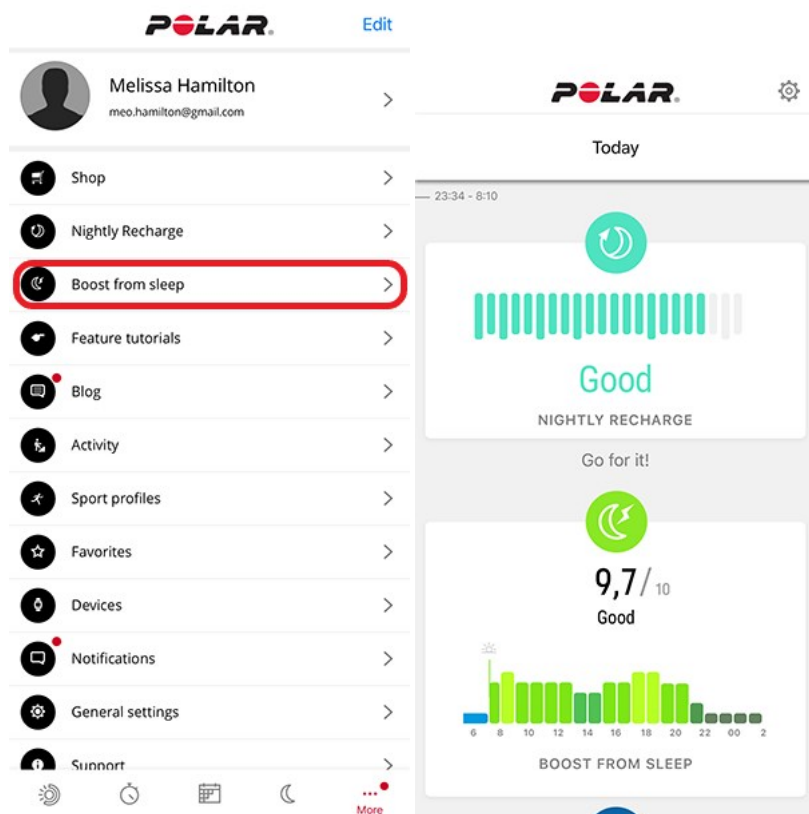 POLAR.
Edit
Melissa Hamilton
meo.hamilton@gmail.com
Shop
Nightly Recharge
Boost from sleep
Feature tutorials
Blog
Activity
Sport profiles
Favorites
Devices
Notifications
General settings
Support
More
POLAR.
Today
23:34 - 8:10
Good
NIGHTLY RECHARGE
Go for it!
9,7/ 10
Good
6 8 10 12 14 16 18 20 22 00 2
BOOST FROM SLEEP